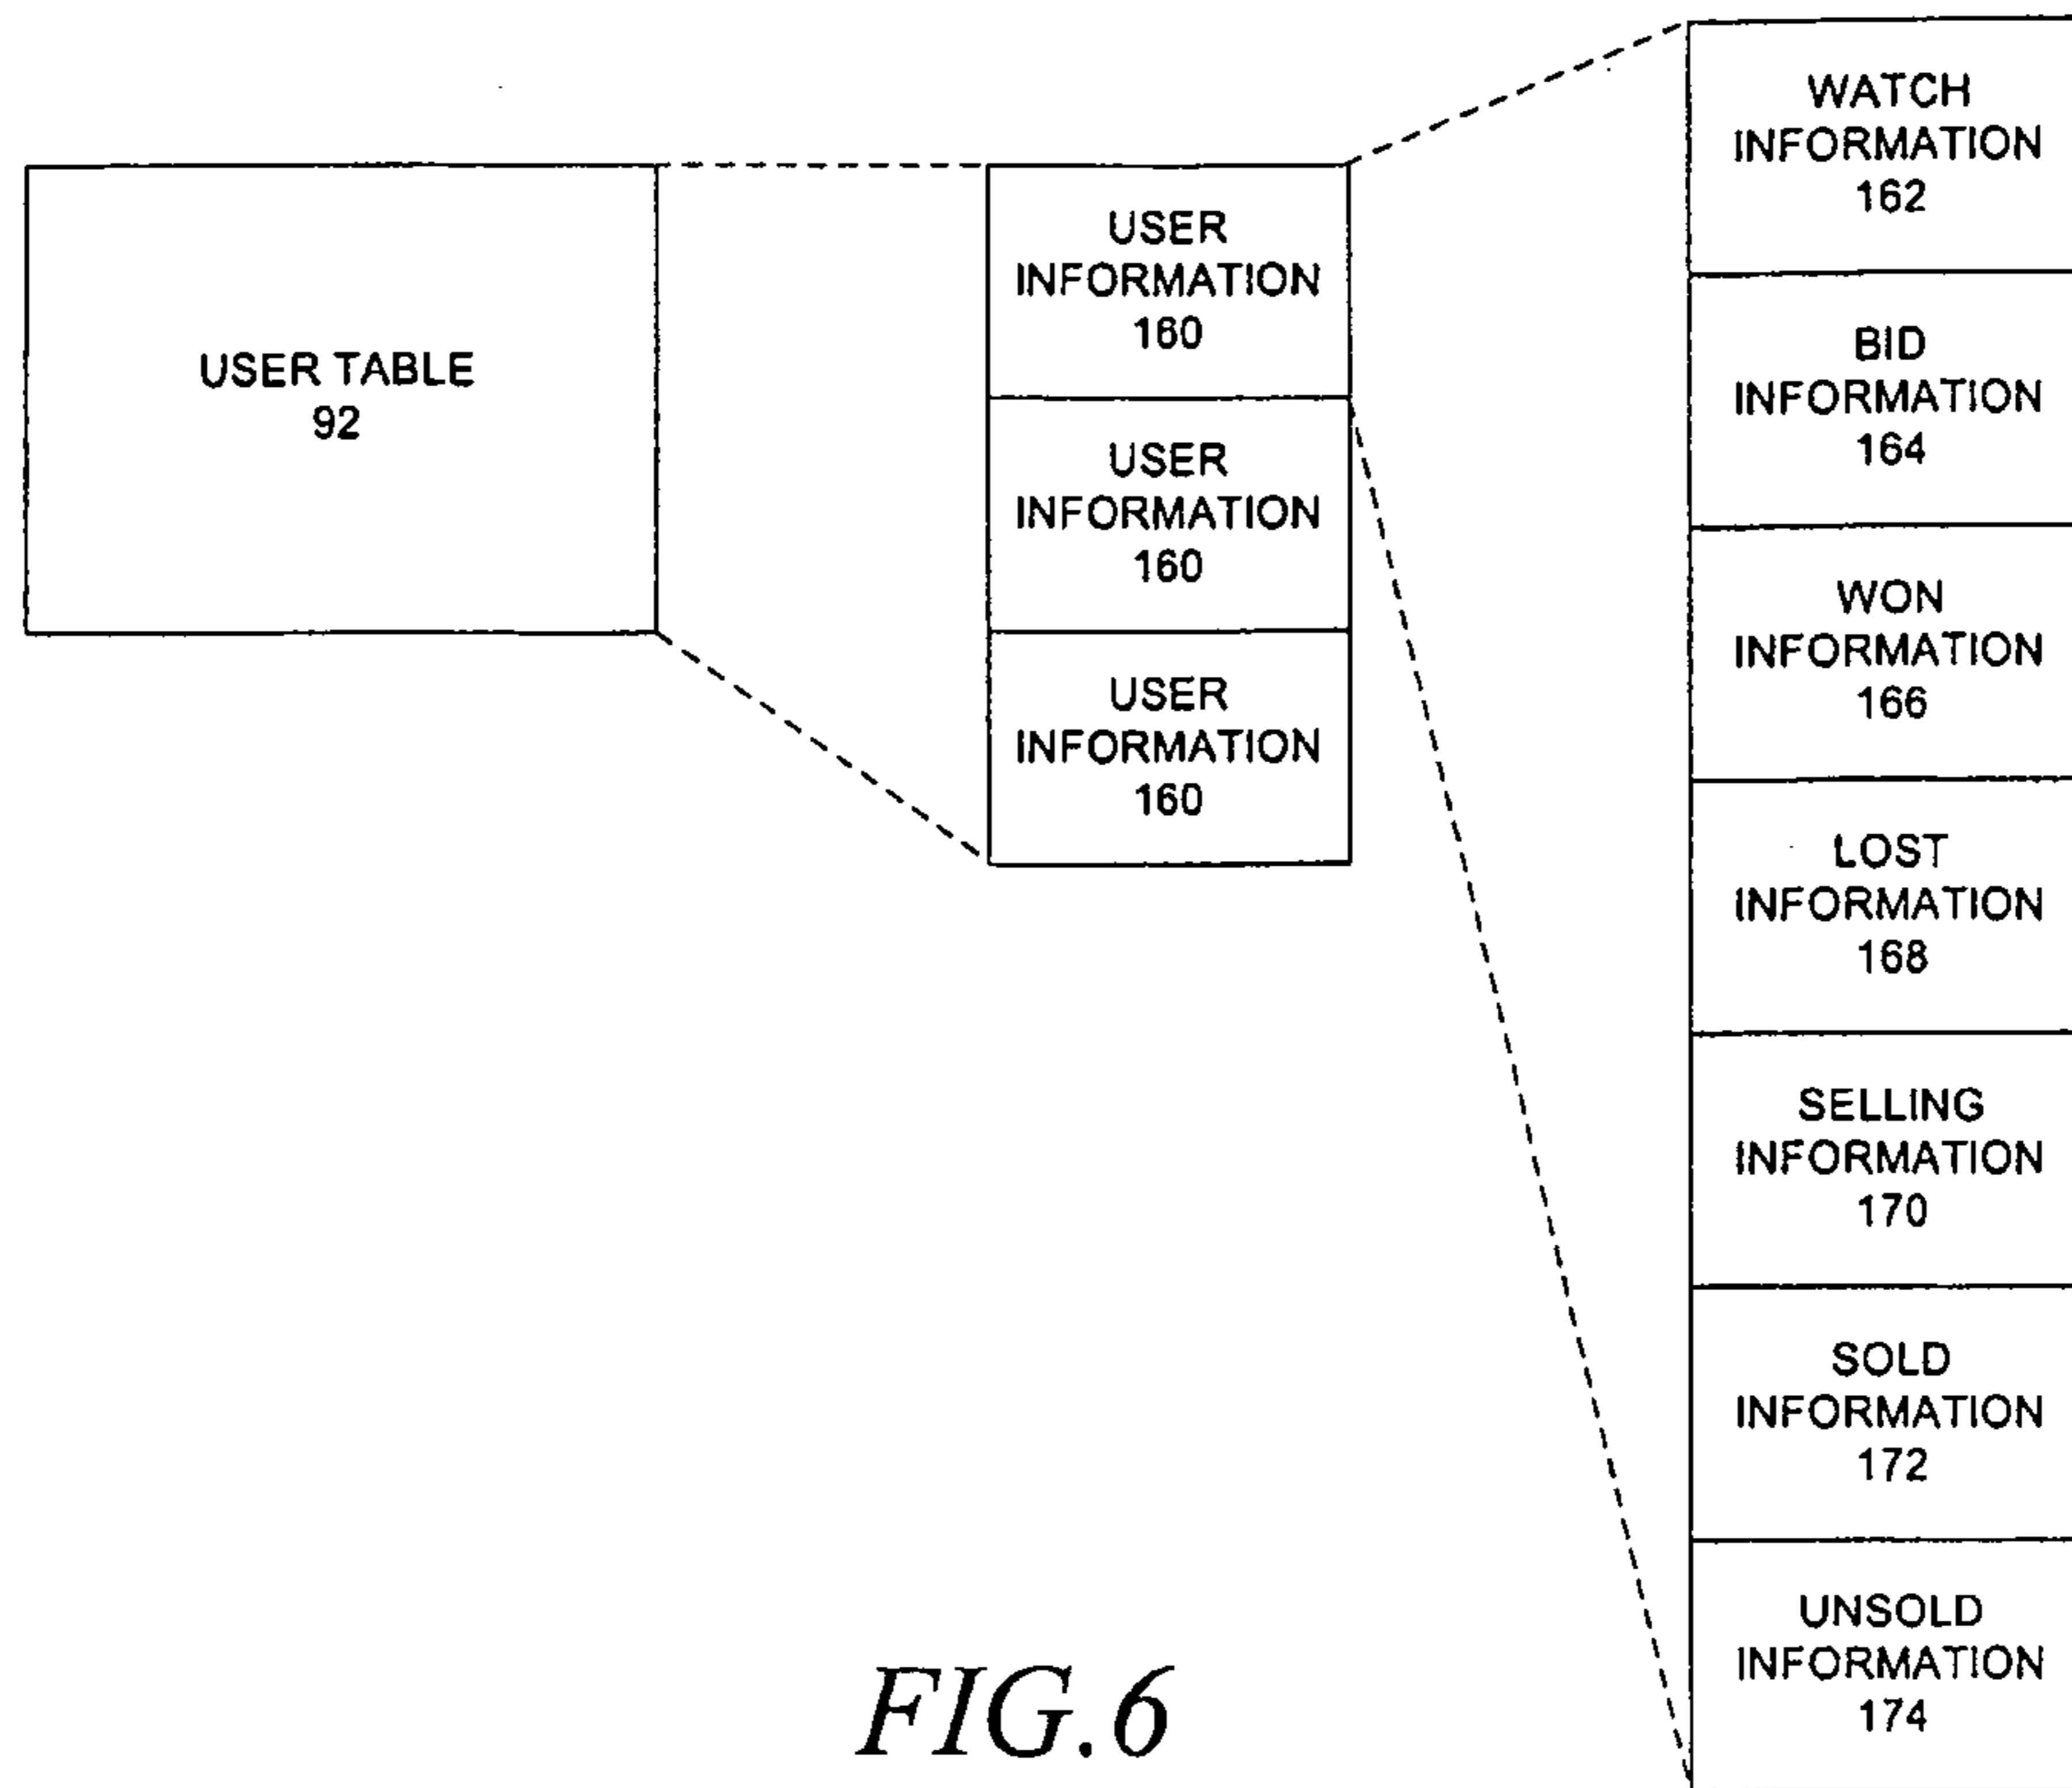 USER TABLE
92
USER
INFORMATION
160
USER
INFORMATION
160
USER
INFORMATION
160
WATCH
INFORMATION
162
BID
INFORMATION
164
WON
INFORMATION
166
LOST
INFORMATION
168
SELLING
INFORMATION
170
SOLD
INFORMATION
172
UNSOLD
INFORMATION
174
FIG.6